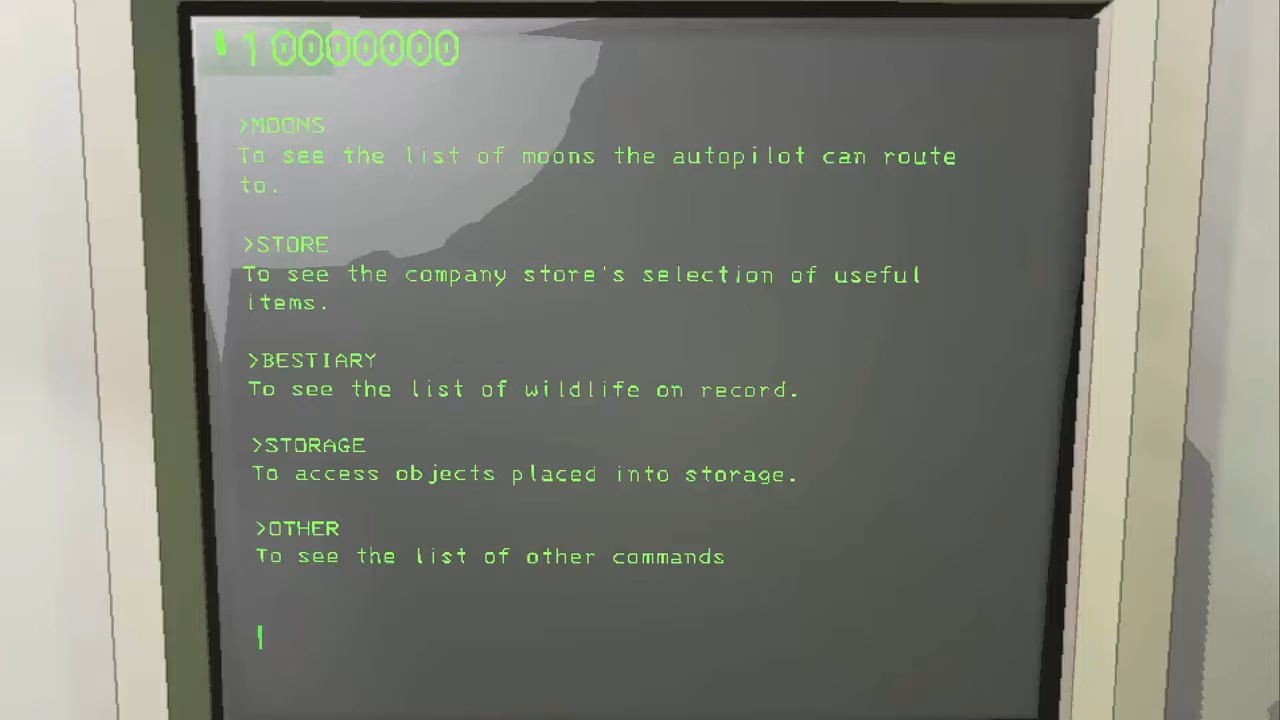 10000000
>MOONS
To see the list of moons the autopilot can route
to.
>STORE
To see the company store's selection of useful
items.
>BESTIARY
To see the list of wildlife on record.
>STORAGE
To access objects placed into storage.
>OTHER
To see the list of other commands